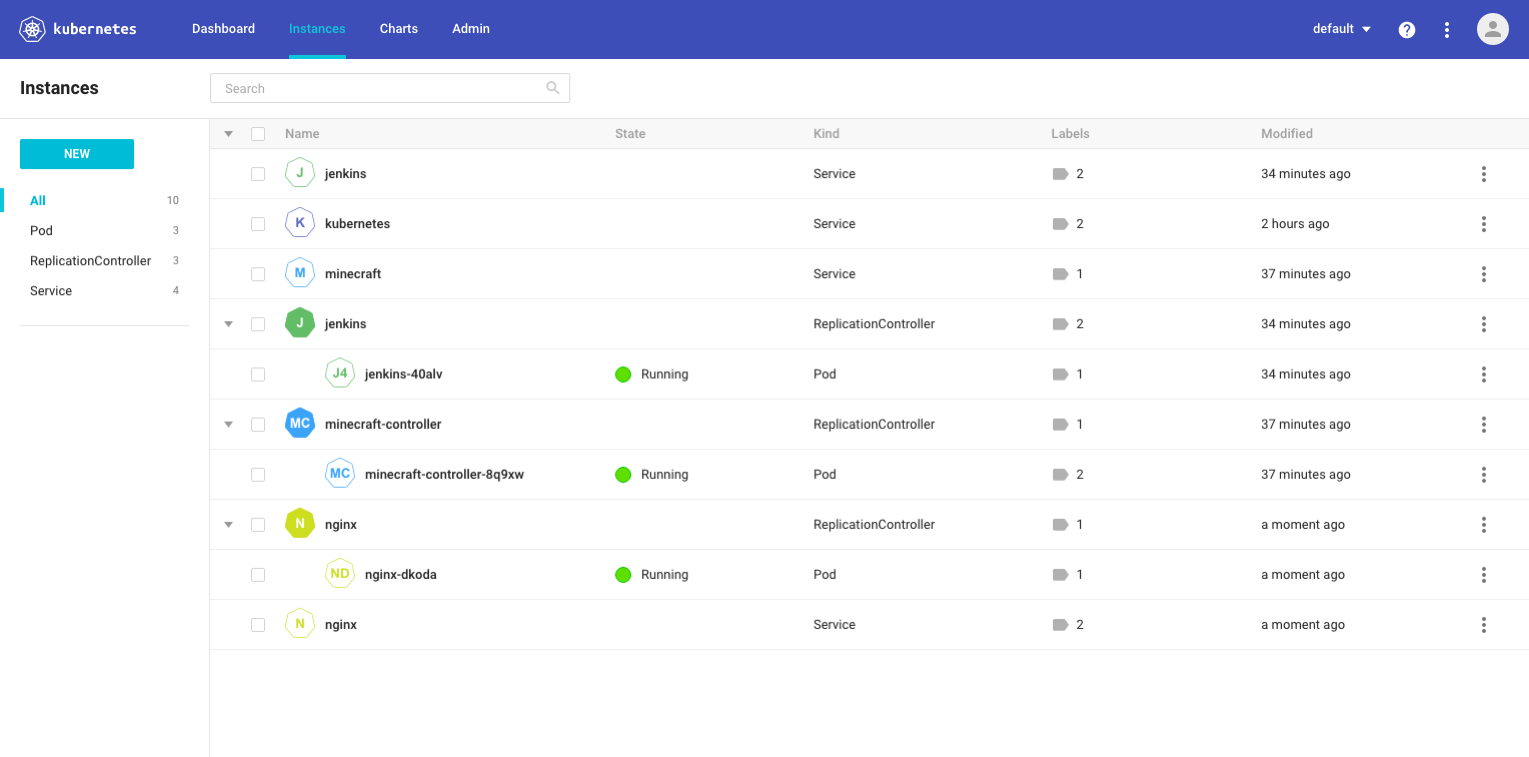 kubernetes Dashboard Instances Charts Admin default ?
Instances Search
NEW
All 10
Pod 3
ReplicationController 3
Service 4
Name State Kind Labels Modified
J jenkins Service 2 34 minutes ago
K kubernetes Service 2 2 hours ago
M minecraft Service 1 37 minutes ago
J jenkins ReplicationController 2 34 minutes ago
J4 jenkins-40alv Running Pod 1 34 minutes ago
MC minecraft-controller ReplicationController 1 37 minutes ago
MC minecraft-controller-8q9xw Running Pod 2 37 minutes ago
N nginx ReplicationController 1 a moment ago
ND nginx-dkoda Running Pod 1 a moment ago
N nginx Service 2 a moment ago